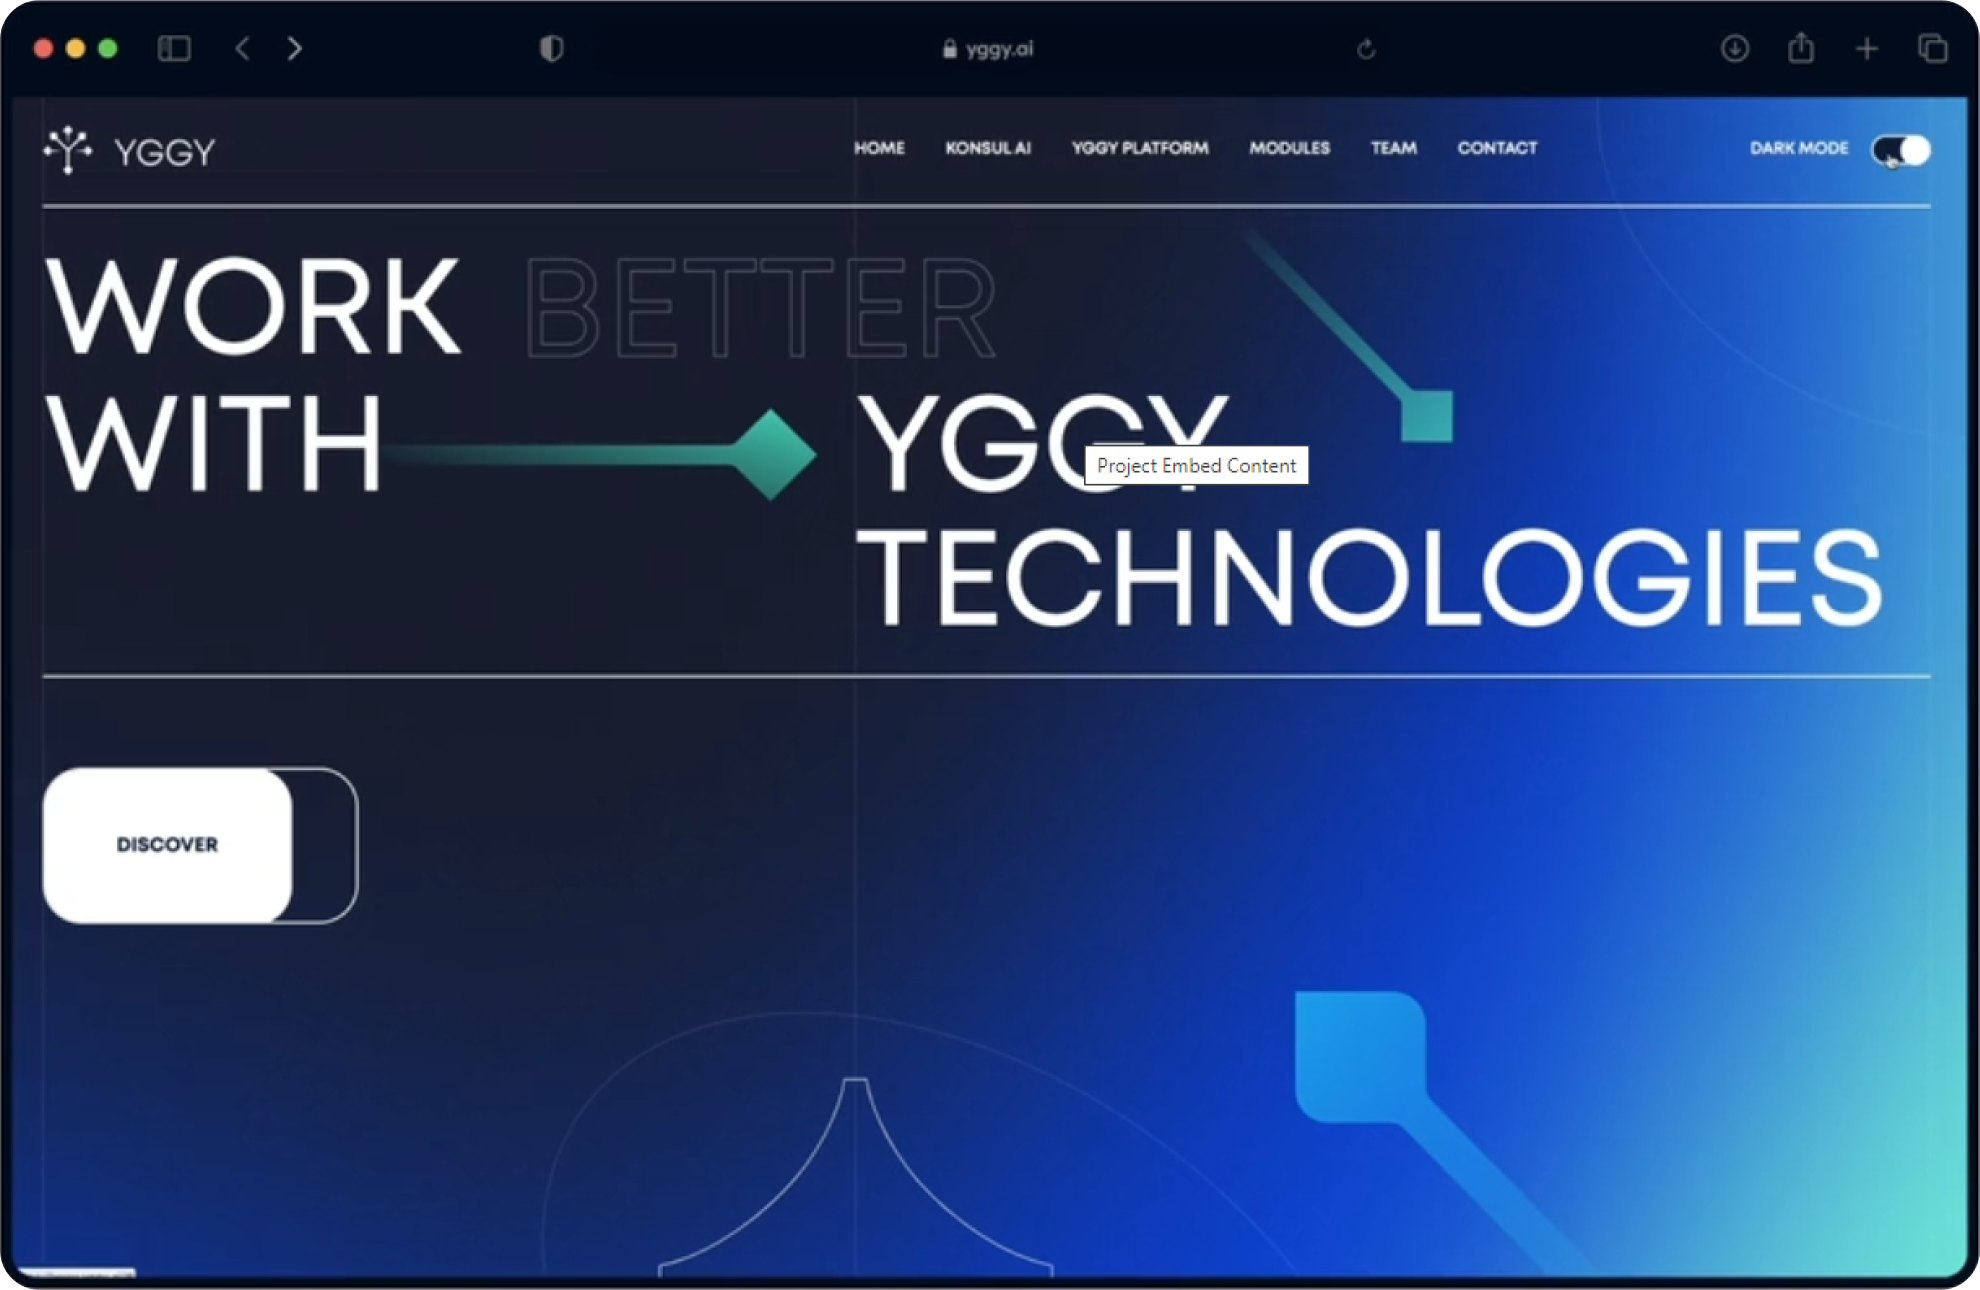 yggy.ai
YGGY
HOME KONSUL AI YGGY PLATFORM MODULES TEAM CONTACT DARK MODE
WORK BETTER
WITH YGGY
Project Embed Content
TECHNOLOGIES
DISCOVER